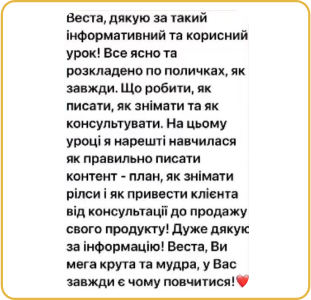 Веста, дякую за такий
інформативний та корисний
урок! Все ясно та
розкладено по поличках, як
завжди. Що робити, як
писати, як знімати та як
консультувати. На цьому
уроці я нарешті навчилася
як правильно писати
контент - план, як знімати
рілси і як привести клієнта
від консультації до продажу
свого продукту! Дуже дякую
за інформацію! Веста, Ви
мега крута та мудра, у Вас
завжди є чому повчитися!❤️